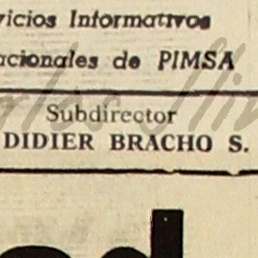 vicios Informativos
acionales de PIMSA
Subdirector
DIDIER BRACHO S.